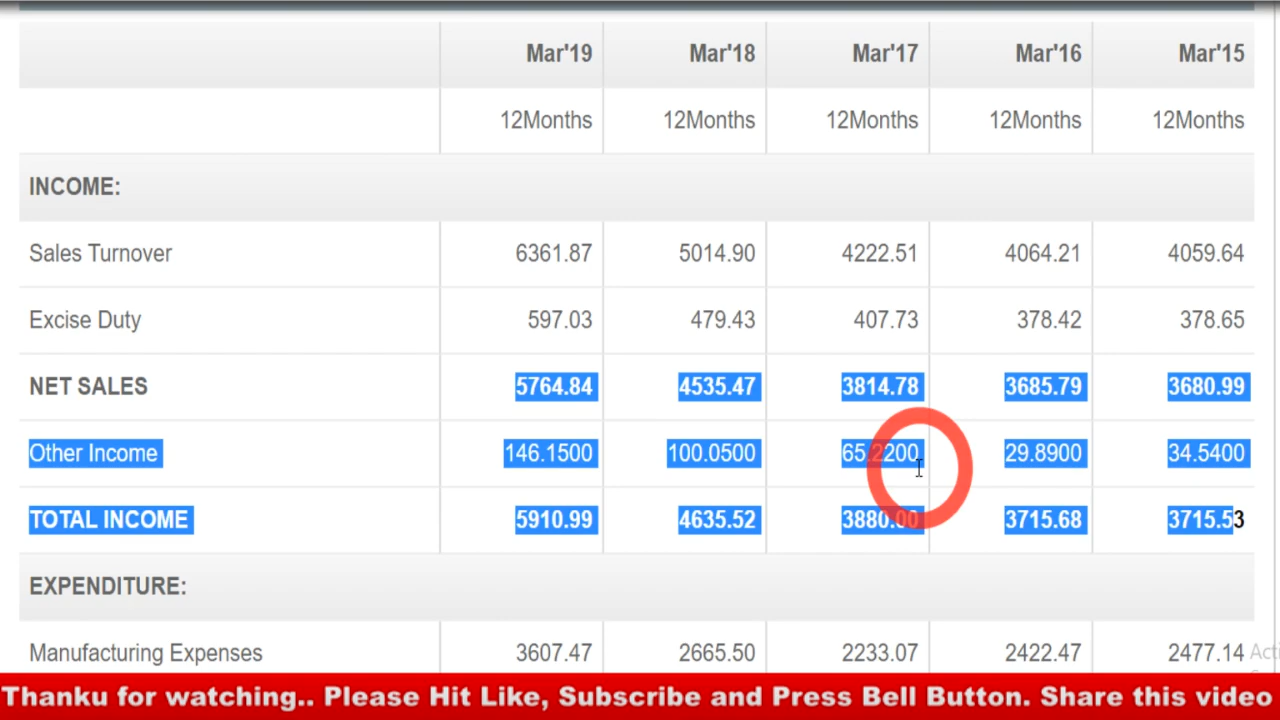 Mar'19 Mar'18 Mar'17 Mar'16 Mar'15
12Months 12Months 12Months 12Months 12Months
INCOME:
Sales Turnover 6361.87 5014.90 4222.51 4064.21 4059.64
Excise Duty 597.03 479.43 407.73 378.42 378.65
NET SALES 5764.84 4535.47 3814.78 3685.79 3680.99
Other Income 146.1500 100.0500 65.2200 29.8900 34.5400
TOTAL INCOME 5910.99 4635.52 3880.00 3715.68 3715.53
EXPENDITURE:
Manufacturing Expenses 3607.47 2665.50 2233.07 2422.47 2477.14
Thanku for watching.. Please Hit Like, Subscribe and Press Bell Button. Share this video